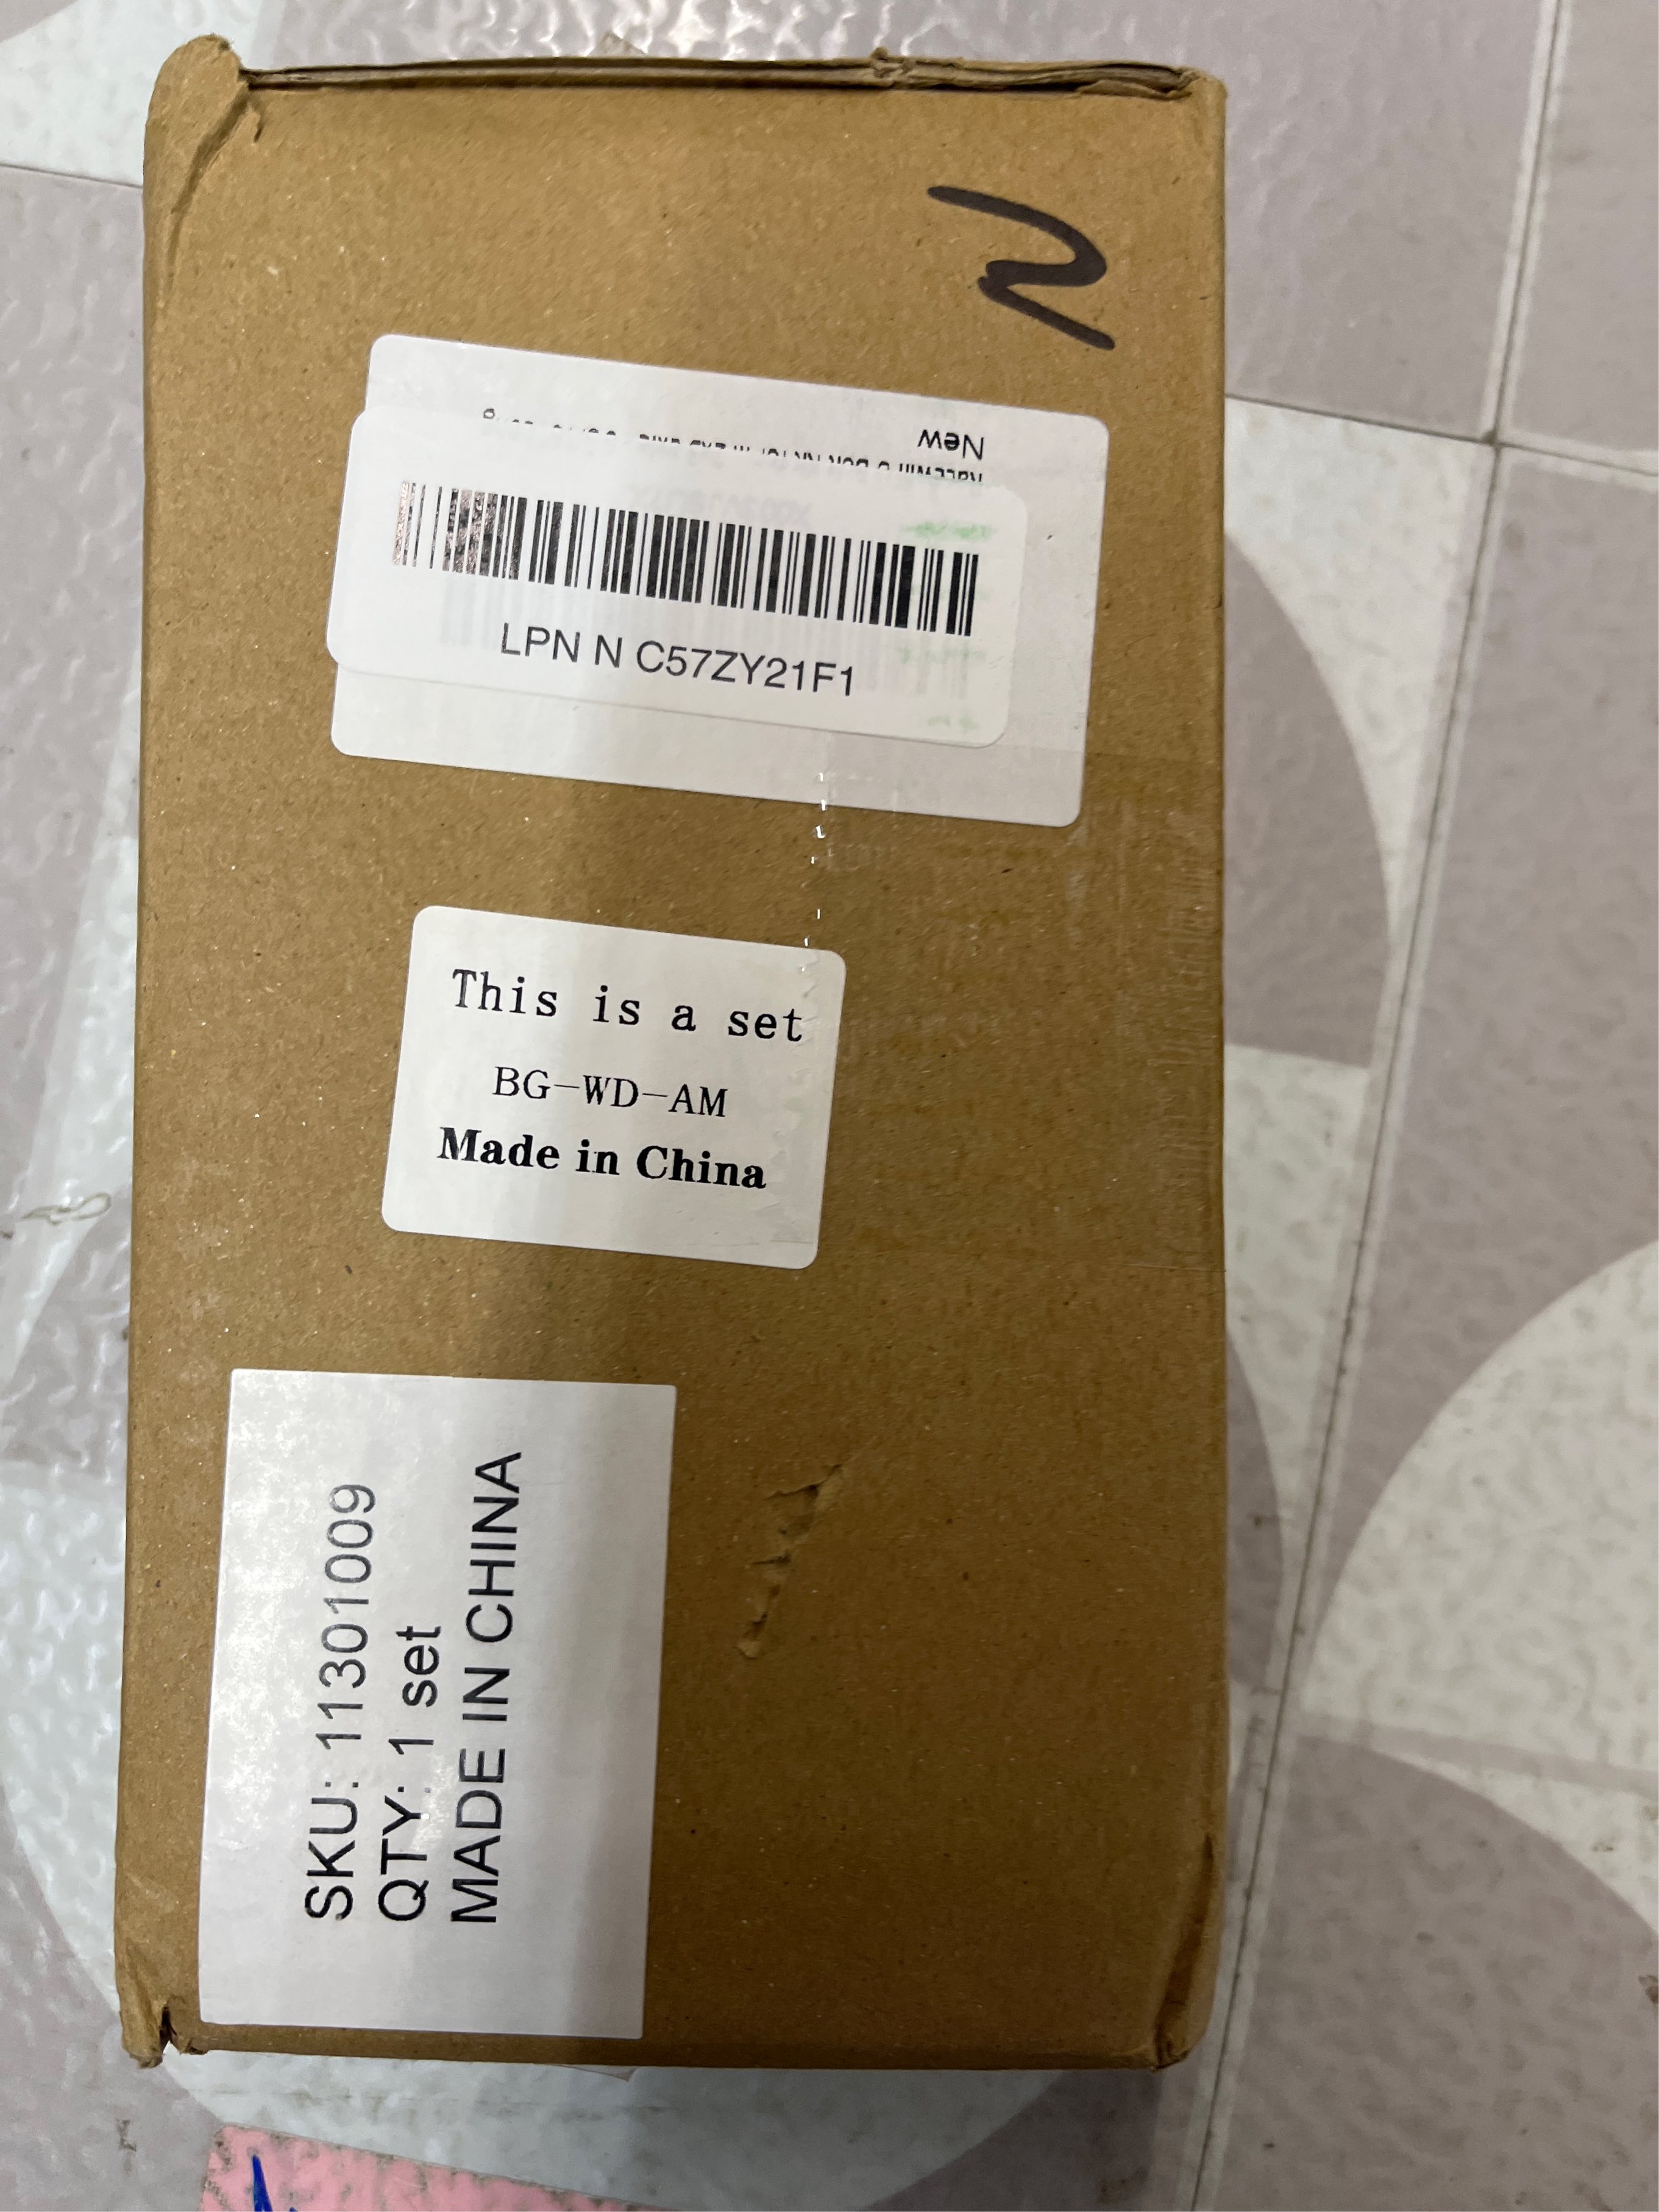 New
LPN N C57ZY21F1
This is a set
BG-WD-AM
Made in China
SKU: 11301009
QTY: 1 set
MADE IN CHINA